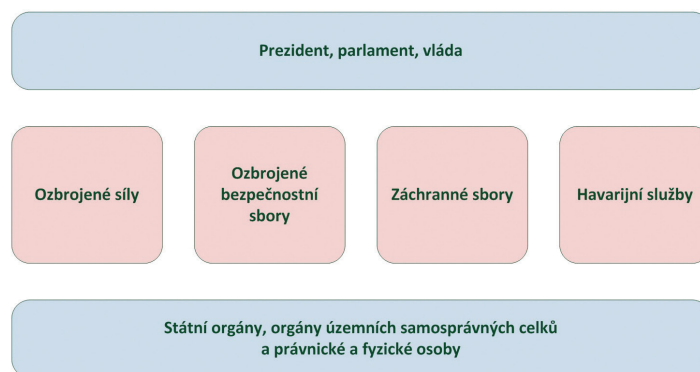 Prezident, parlament, vláda
Ozbrojené síly
Ozbrojené
bezpečnostní
sbory
Záchranné sbory
Havarijní služby
Státní orgány, orgány územních samosprávných celků
a právnické a fyzické osoby